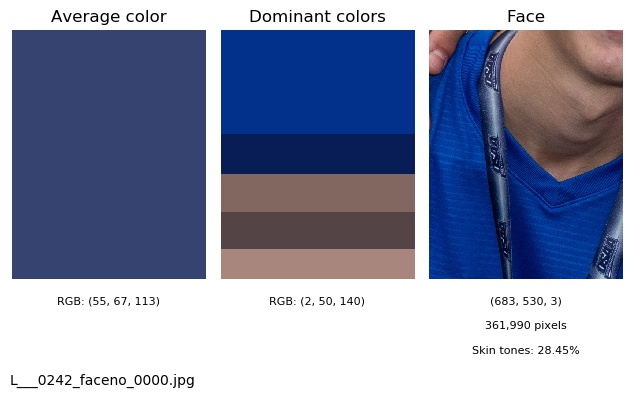 Average color
Dominant colors
Face
RGB: (55, 67, 113)
RGB: (2, 50, 140)
(683, 530, 3)
361,990 pixels
Skin tones: 28.45%
L___0242_faceno_0000.jpg